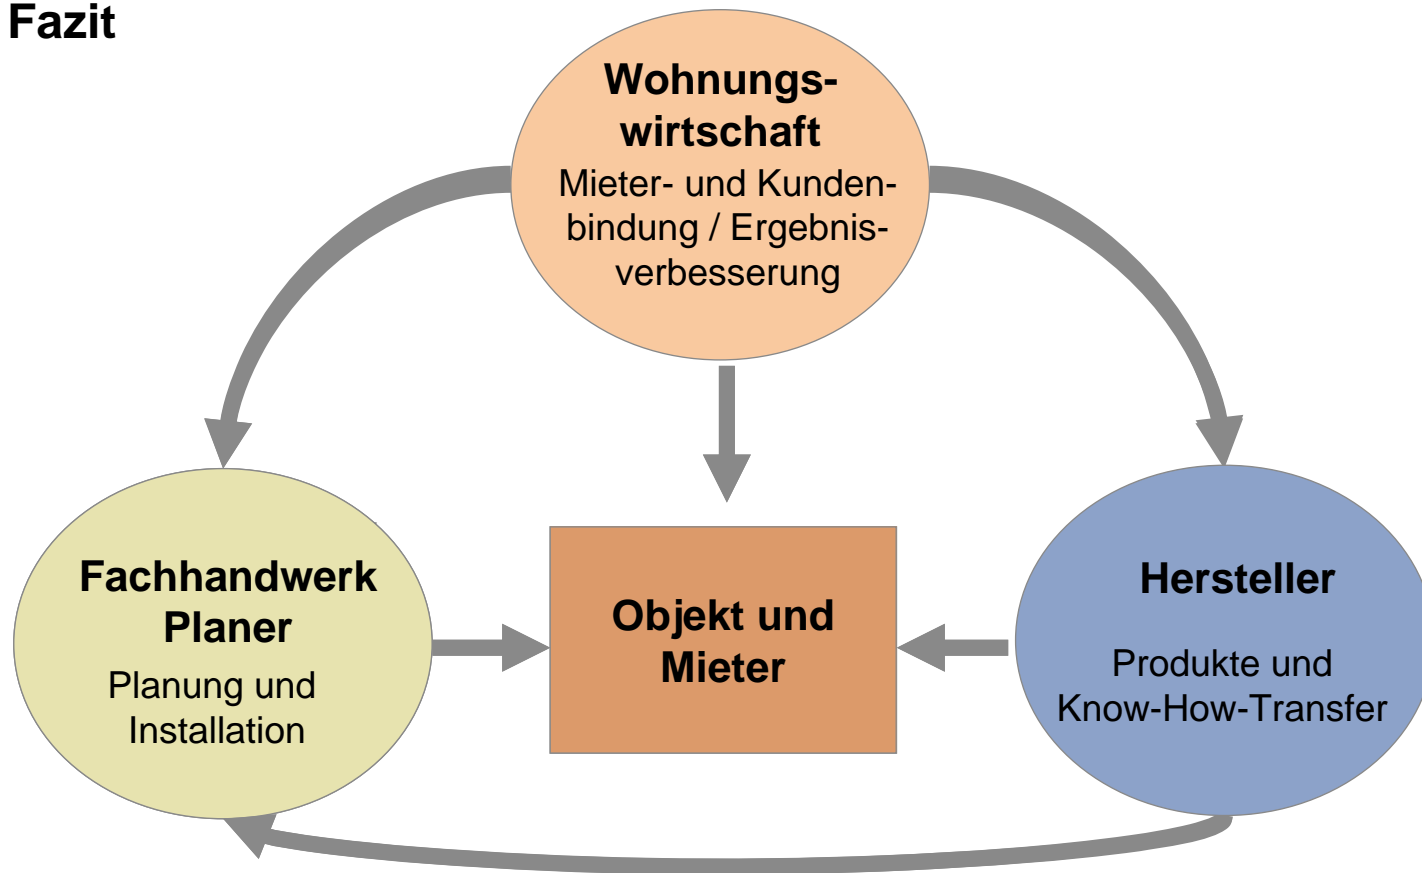 Fazit
Wohnungs-
wirtschaft
Mieter- und Kunden-
bindung / Ergebnis-
verbesserung
Fachhandwerk
Planer
Planung und
Installation
Objekt und
Mieter
Hersteller
Produkte und
Know-How-Transfer